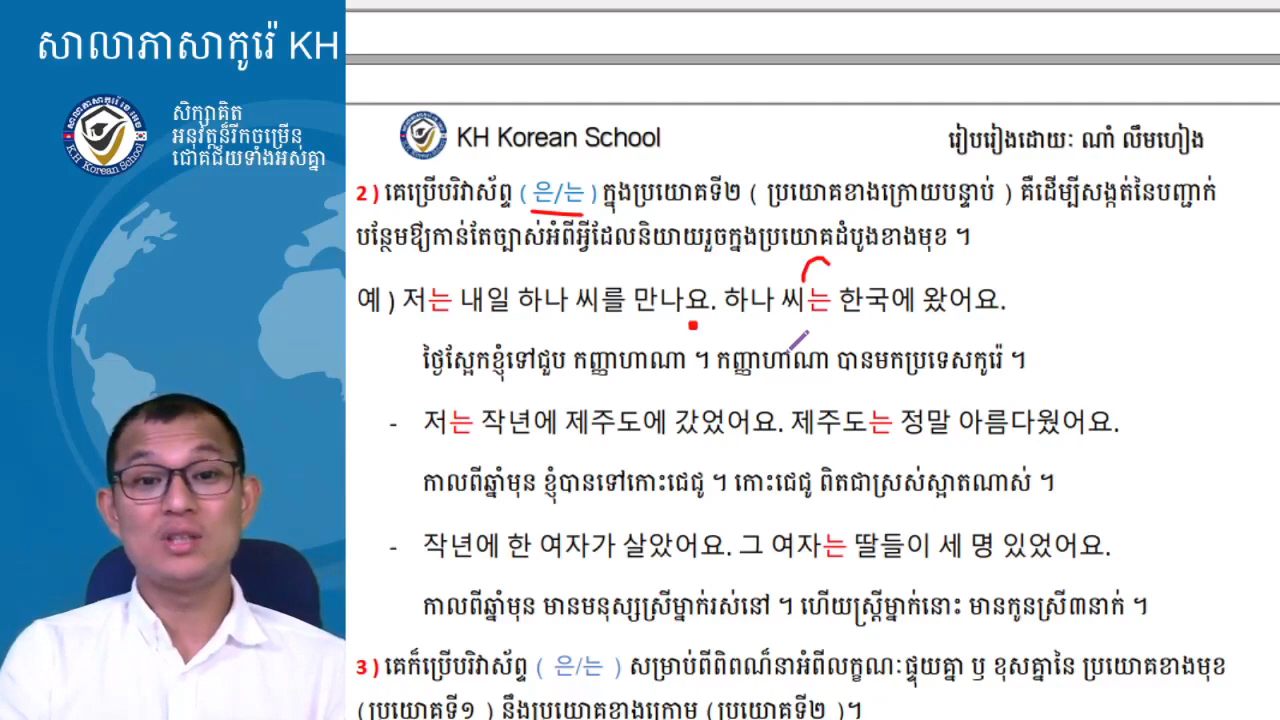 សាលាភាសាកូរ៉េ KH
សិក្សាគិត
អនុវត្តន៍រីកចម្រើន
ជោគជ័យទាំងអស់គ្នា
KH Korean School
រៀបរៀងដោយ: ណាំ លឹមហៀង
2 ) គេប្រើបរិវាស័ព្ទ ( 은/는 ) ក្នុងប្រយោគទី២ ( ប្រយោគខាងក្រោយបន្ទាប់ ) គឺដើម្បីសង្កត់នៃបញ្ជាក់
បន្ថែមឱ្យកាន់តែច្បាស់អំពីអ្វីដែលនិយាយរួចក្នុងប្រយោគដំបូងខាងមុខ ។
예 ) 저는 내일 하나 씨를 만나요. 하나 씨는 한국에 왔어요.
ថ្ងៃស្អែកខ្ញុំទៅជួប កញ្ញាហាណា ។ កញ្ញាហាណា បានមកប្រទេសកូរ៉េ ។
- 저는 작년에 제주도에 갔었어요. 제주도는 정말 아름다웠어요.
កាលពីឆ្នាំមុន ខ្ញុំបានទៅកោះជេជូ ។ កោះជេជូ ពិតជាស្រស់ស្អាតណាស់ ។
- 작년에 한 여자가 살았어요. 그 여자는 딸들이 세 명 있었어요.
កាលពីឆ្នាំមុន មានមនុស្សស្រីម្នាក់រស់នៅ ។ ហើយស្ត្រីម្នាក់នោះ មានកូនស្រី៣នាក់ ។
3 ) គេក៏ប្រើបរិវាស័ព្ទ ( 은/는 ) សម្រាប់ពីពិពណ៌នាអំពីលក្ខណៈផ្ទុយគ្នា ឬ ខុសគ្នានៃ ប្រយោគខាងមុខ
(ប្រយោគទី១ ) នឹងប្រយោគខាងក្រោម (ប្រយោគទី២ )។